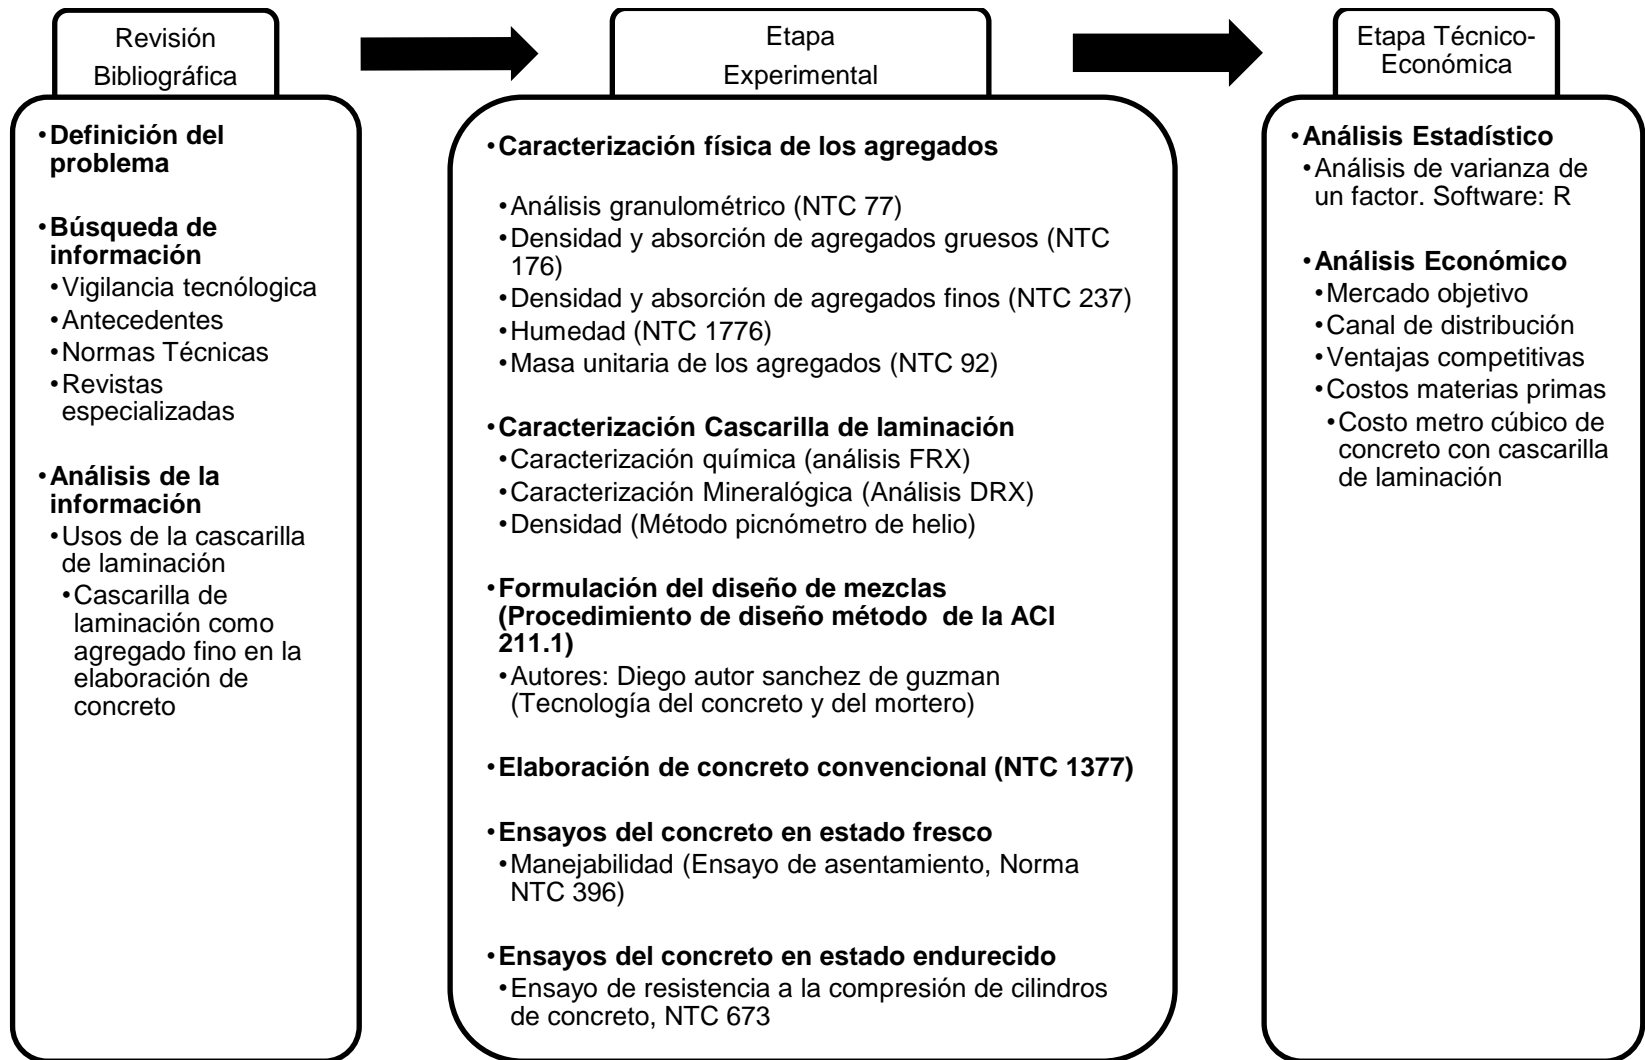 Revisión
Bibliográfica
•Definición del
problema
•Búsqueda de
información
•Vigilancia tecnólogica
•Antecedentes
•Normas Técnicas
•Revistas
especializadas
•Análisis de la
información
•Usos de la cascarilla
de laminación
•Cascarilla de
laminación como
agregado fino en la
elaboración de
concreto
Etapa
Experimental
•Caracterización física de los agregados
•Análisis granulométrico (NTC 77)
•Densidad y absorción de agregados gruesos (NTC
176)
•Densidad y absorción de agregados finos (NTC 237)
•Humedad (NTC 1776)
•Masa unitaria de los agregados (NTC 92)
•Caracterización Cascarilla de laminación
•Caracterización química (análisis FRX)
•Caracterización Mineralógica (Análisis DRX)
•Densidad (Método picnómetro de helio)
•Formulación del diseño de mezclas
(Procedimiento de diseño método de la ACI
211.1)
•Autores: Diego autor sanchez de guzman
(Tecnología del concreto y del mortero)
•Elaboración de concreto convencional (NTC 1377)
•Ensayos del concreto en estado fresco
•Manejabilidad (Ensayo de asentamiento, Norma
NTC 396)
•Ensayos del concreto en estado endurecido
•Ensayo de resistencia a la compresión de cilindros
de concreto, NTC 673
Etapa Técnico-
Económica
•Análisis Estadístico
•Análisis de varianza de
un factor. Software: R
•Análisis Económico
•Mercado objetivo
•Canal de distribución
•Ventajas competitivas
•Costos materias primas
•Costo metro cúbico de
concreto con cascarilla
de laminación